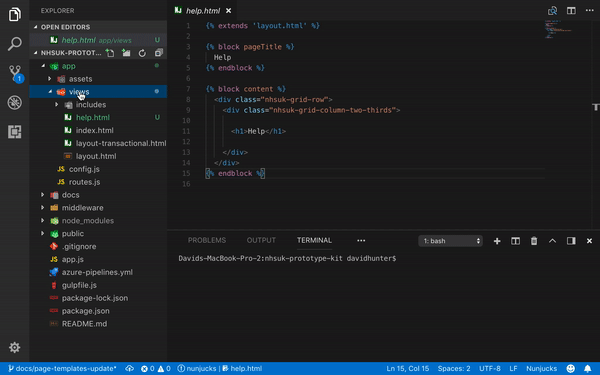 EXPLORER
OPEN EDITORS
help.html app/views U
NHSUK-PROTOT...
app
assets
views
includes
help.html U
index.html
layout-transactional.html
layout.html
config.js
routes.js
docs
middleware
node_modules
public
.gitignore
app.js
azure-pipelines.yml
gulpfile.js
package-lock.json
package.json
README.md
1
help.html
1 {% extends 'layout.html' %}
2
3 {% block pageTitle %}
4 Help
5 {% endblock %}
6
7 {% block content %}
8 <div class="nhsuk-grid-row">
9 <div class="nhsuk-grid-column-two-thirds">
10
11 <h1>Help</h1>
12
13 </div>
14 </div>
15 {% endblock %}
16
PROBLEMS OUTPUT TERMINAL ••• 1: bash
Davids-MacBook-Pro-2:nhsuk-prototype-kit davidhunter$
docs/page-templates-update* 0 0 nunjucks | help.html Ln 15, Col 15 Spaces: 2 UTF-8 LF Nunjucks